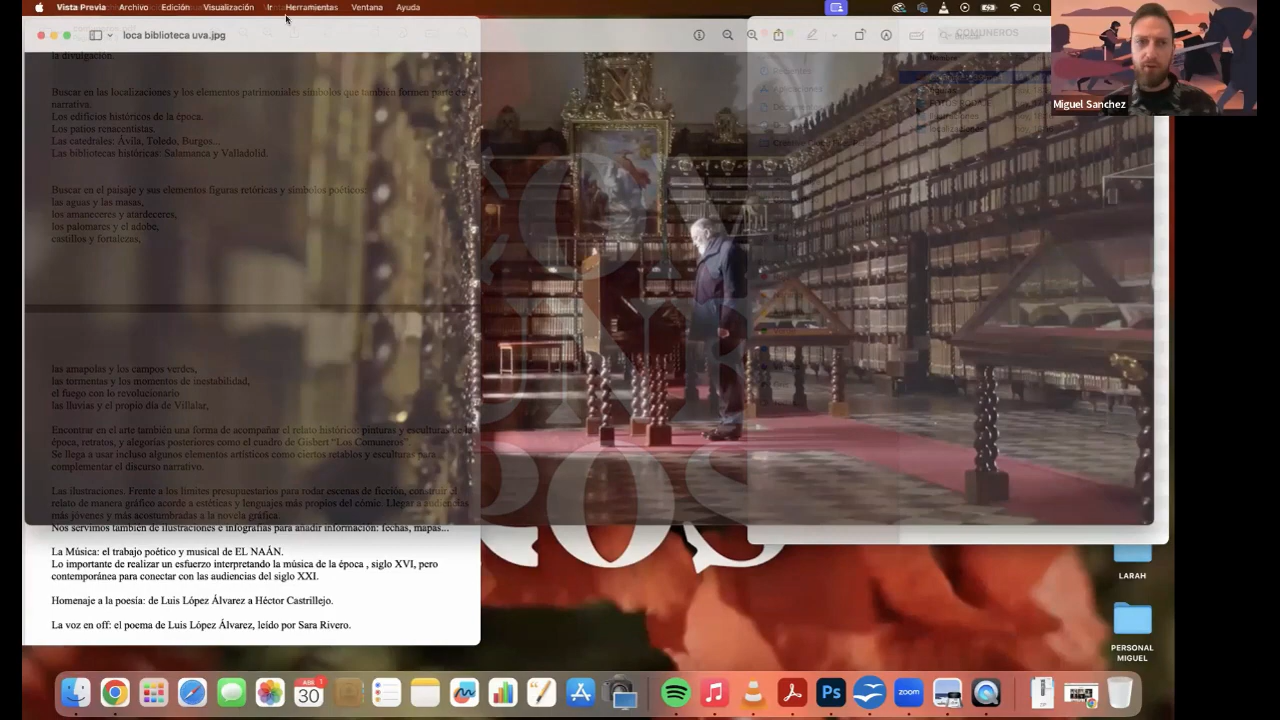 Vista Previa Archivo Edición Visualización Ir Herramientas Ventana Ayuda
loca biblioteca uva.jpg
COMUNEROS
Buscar
Nombre
Recientes
Aplicaciones
Miguel Sanchez
la divulgación.
Buscar en las localizaciones y los elementos patrimoniales símbolos que también formen parte de la
narrativa.
Los edificios históricos de la época.
Los patios renacentistas.
Las catedrales: Ávila, Toledo, Burgos...
Las bibliotecas históricas: Salamanca y Valladolid.
Buscar en el paisaje y sus elementos figuras retóricas y símbolos poéticos:
las aguas y las masas,
los amaneceres y atardeceres,
los palomares y el adobe,
castillos y fortalezas,
las amapolas y los campos verdes,
las tormentas y los momentos de inestabilidad,
el fuego con lo revolucionario
las lluvias y el propio día de Villalar,
Encontrar en el arte también una forma de acompañar el relato histórico: pinturas y esculturas de la
época, retratos, y alegorías posteriores como el cuadro de Gisbert “Los Comuneros”.
Se llega a usar incluso algunos elementos artísticos como ciertos retablos y esculturas para
complementar el discurso narrativo.
Las ilustraciones. Frente a los límites presupuestarios para rodar escenas de ficción, construir el
relato de manera gráfico acorde a estéticas y lenguajes más propios del cómic. Llegar a audiencias
más jóvenes y más acostumbradas a la novela gráfica.
Nos servimos también de ilustraciones e infografías para añadir información: fechas, mapas...
La Música: el trabajo poético y musical de EL NAÁN.
Lo importante de realizar un esfuerzo interpretando la música de la época , siglo XVI, pero
contemporánea para conectar con las audiencias del siglo XXI.
Homenaje a la poesía: de Luis López Álvarez a Héctor Castrillejo.
La voz en off: el poema de Luis López Álvarez, leído por Sara Rivero.
COM
UNE
ROS
LARAH
PERSONAL
MIGUEL
30
Ps
zoom